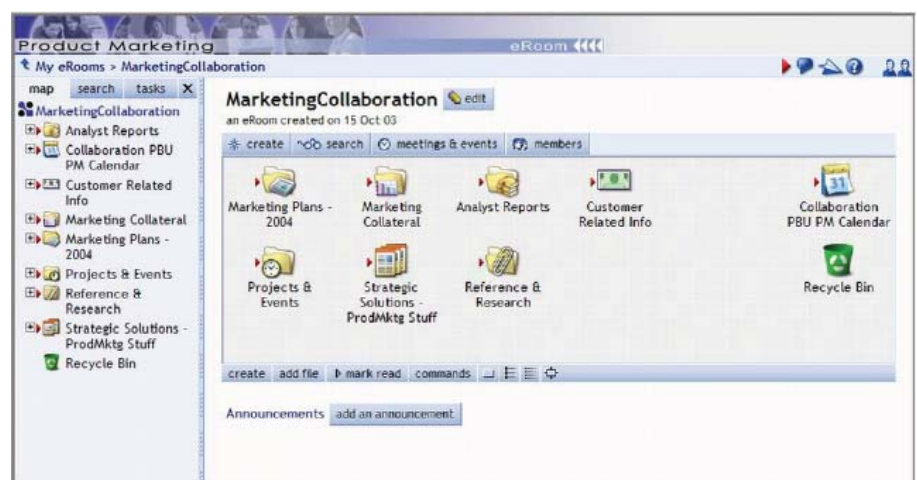 Product Marketing
eRoom
My eRooms > MarketingCollaboration
map search tasks X
MarketingCollaboration
Analyst Reports
Collaboration PBU
PM Calendar
Customer Related
Info
Marketing Collateral
Marketing Plans -
2004
Projects & Events
Reference &
Research
Strategic Solutions -
ProdMktg Stuff
Recycle Bin
MarketingCollaboration edit
an eRoom created on 15 Oct 03
create search meetings & events members
Marketing Plans -
2004
Marketing
Collateral
Analyst Reports
Customer
Related Info
31
Collaboration
PBU PM Calendar
Projects &
Events
Strategic
Solutions -
ProdMktg Stuff
Reference &
Research
Recycle Bin
create add file mark read commands
Announcements add an announcement